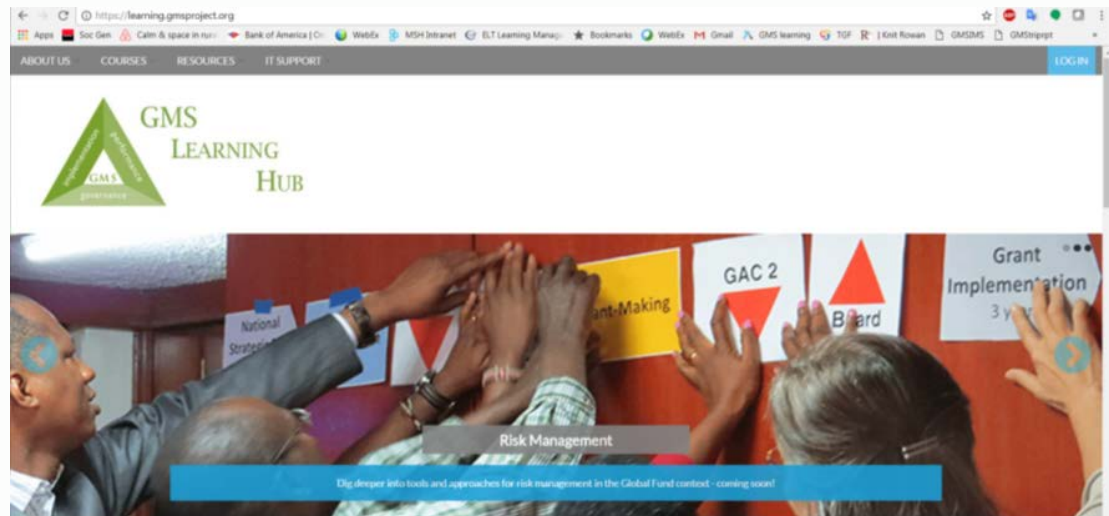 https://learning.gmsproject.org
Apps Soc Gen Calm & space in rura Bank of America | On WebEx MSH Intranet ELT Learning Manag Bookmarks WebEx Gmail GMS learning TGF | Knit Rowan GMSIMS GMStriprpt
ABOUT US COURSES RESOURCES IT SUPPORT LOG IN
GMS
LEARNING
HUB
implementation
performance
GMS
governance
National
Strategic
ant-Making
GAC 2
Board
Grant
Implementation
3
Risk Management
Dig deeper into tools and approaches for risk management in the Global Fund context - coming soon!